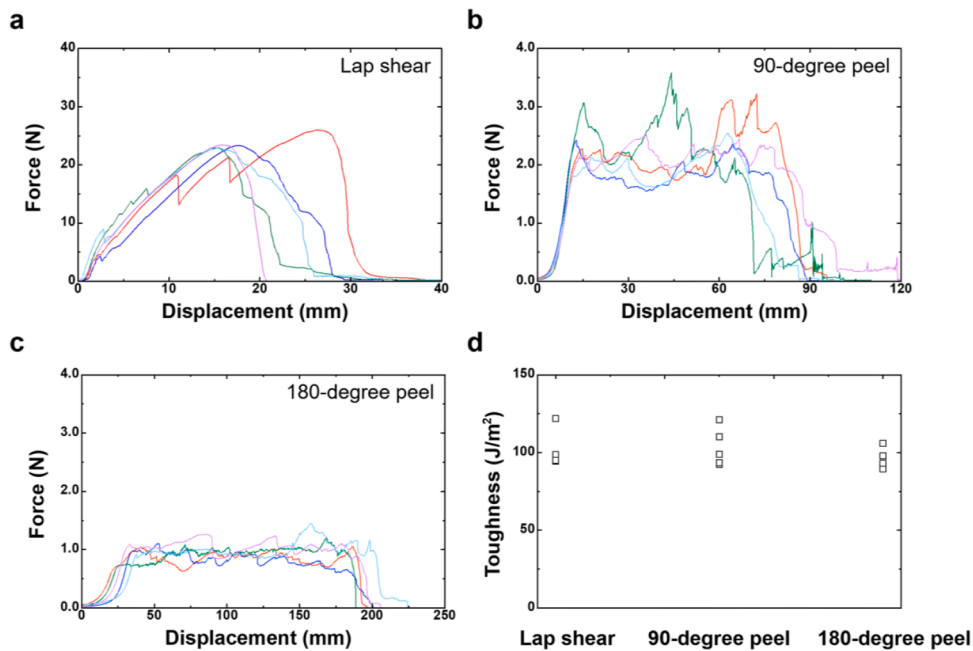 a
40
30
20
10
0
Force (N)
Lap shear
0 10 20 30 40
Displacement (mm)
b
4.0
3.0
2.0
1.0
0.0
Force (N)
90-degree peel
0 30 60 90 120
Displacement (mm)
c
4.0
3.0
2.0
1.0
0.0
Force (N)
180-degree peel
0 50 100 150 200 250
Displacement (mm)
d
150
100
50
0
Toughness (J/m²)
Lap shear 90-degree peel 180-degree peel